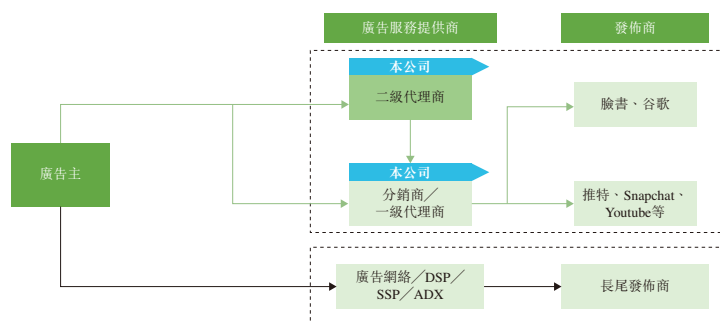 廣告服務提供商
發佈商
本公司
二級代理商
臉書、谷歌
廣告主
本公司
分銷商／
一級代理商
推特、Snapchat、
Youtube等
廣告網絡／DSP／
SSP／ADX
長尾發佈商